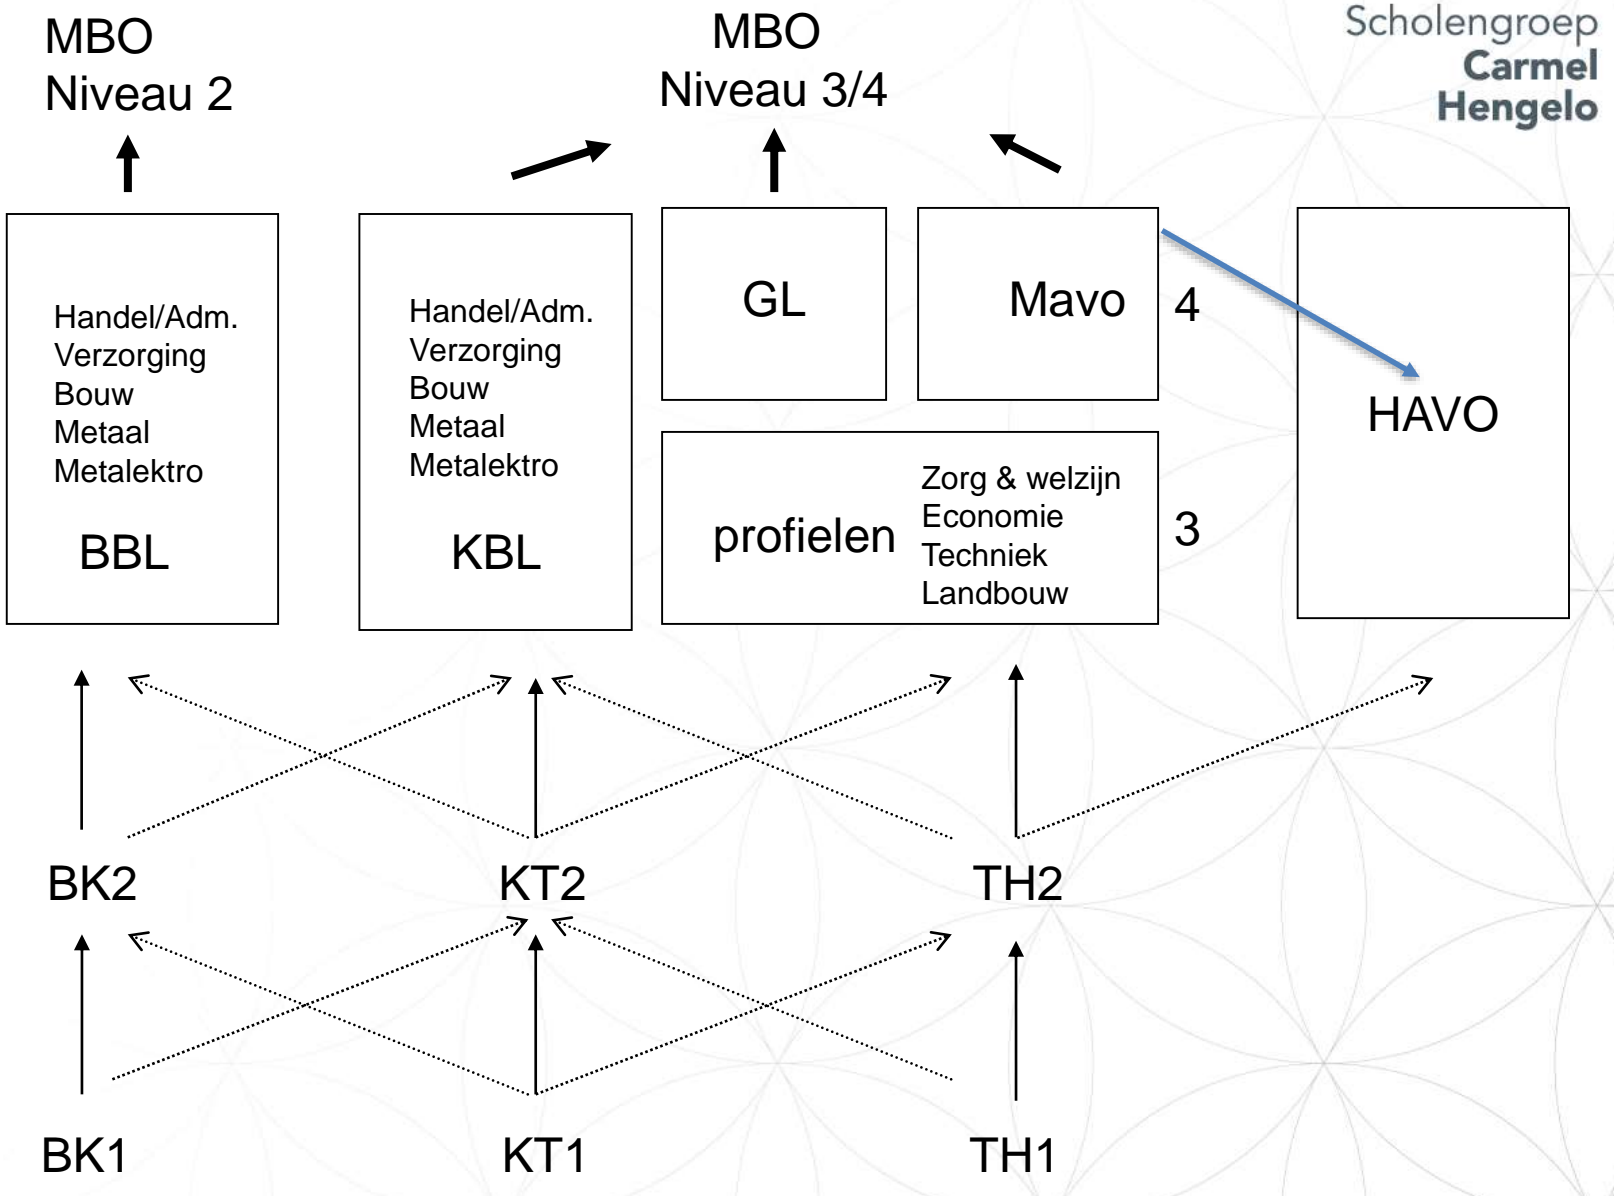 MBO
Niveau 2
MBO
Niveau 3/4
Scholengroep
Carmel
Hengelo
Handel/Adm.
Verzorging
Bouw
Metaal
Metalektro
BBL
Handel/Adm.
Verzorging
Bouw
Metaal
Metalektro
KBL
GL
Mavo
4
profielen
Zorg & welzijn
Economie
Techniek
Landbouw
3
HAVO
BK2
KT2
TH2
BK1
KT1
TH1